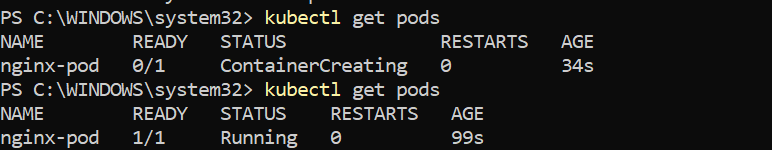 PS C:\WINDOWS\system32> kubectl get pods
NAME        READY   STATUS              RESTARTS   AGE
nginx-pod   0/1     ContainerCreating   0          34s
PS C:\WINDOWS\system32> kubectl get pods
NAME        READY   STATUS    RESTARTS   AGE
nginx-pod   1/1     Running   0          99s